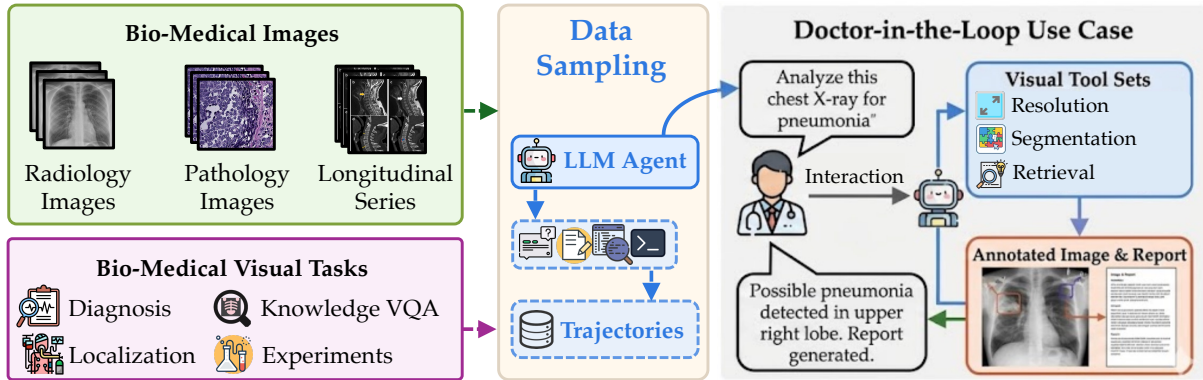 Bio-Medical Images
Radiology
Images
Pathology
Images
Longitudinal
Series
Bio-Medical Visual Tasks
Diagnosis
Knowledge VQA
Localization
Experiments
Data
Sampling
LLM Agent
Trajectories
Doctor-in-the-Loop Use Case
Analyze this
chest X-ray for
pneumonia"
Interaction
Possible pneumonia
detected in upper
right lobe. Report
generated.
Visual Tool Sets
Resolution
Segmentation
Retrieval
Annotated Image & Report
Image & Report